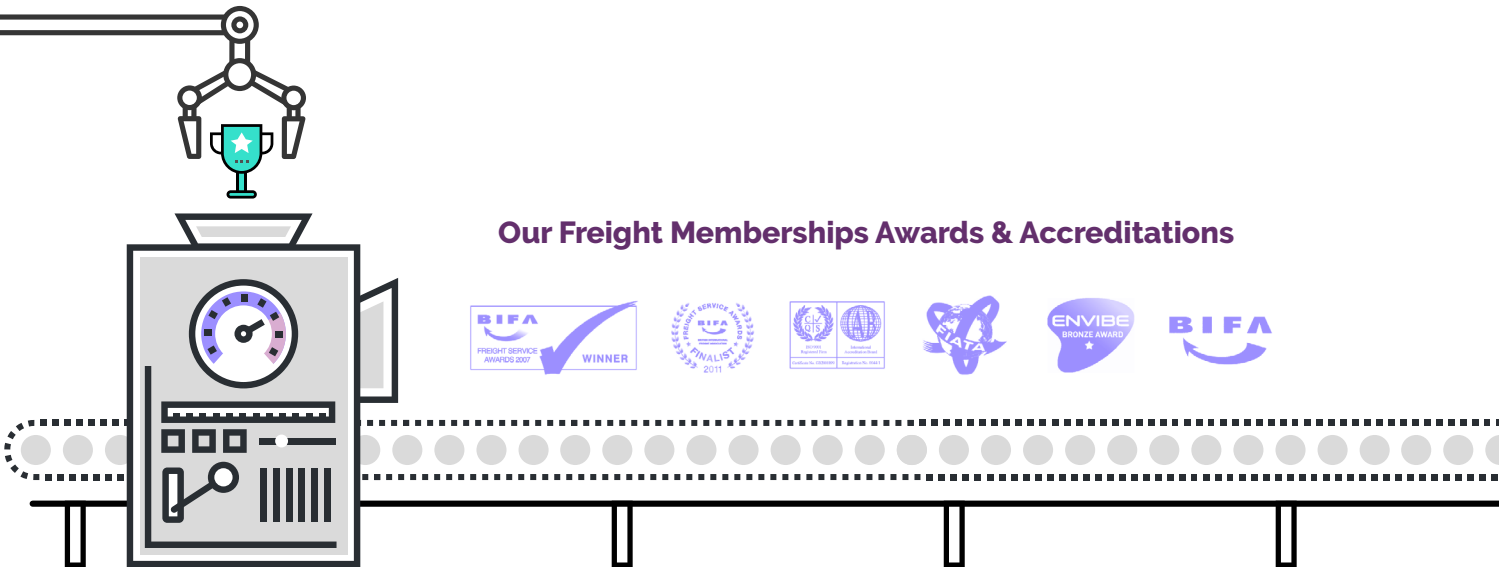 Our Freight Memberships Awards & Accreditations
BIFA
FREIGHT SERVICE
AWARDS 2007
WINNER
FREIGHT SERVICE AWARDS
BIFA
FINALIST
2011
FIATA
ENVIBE
BRONZE AWARD
BIFA